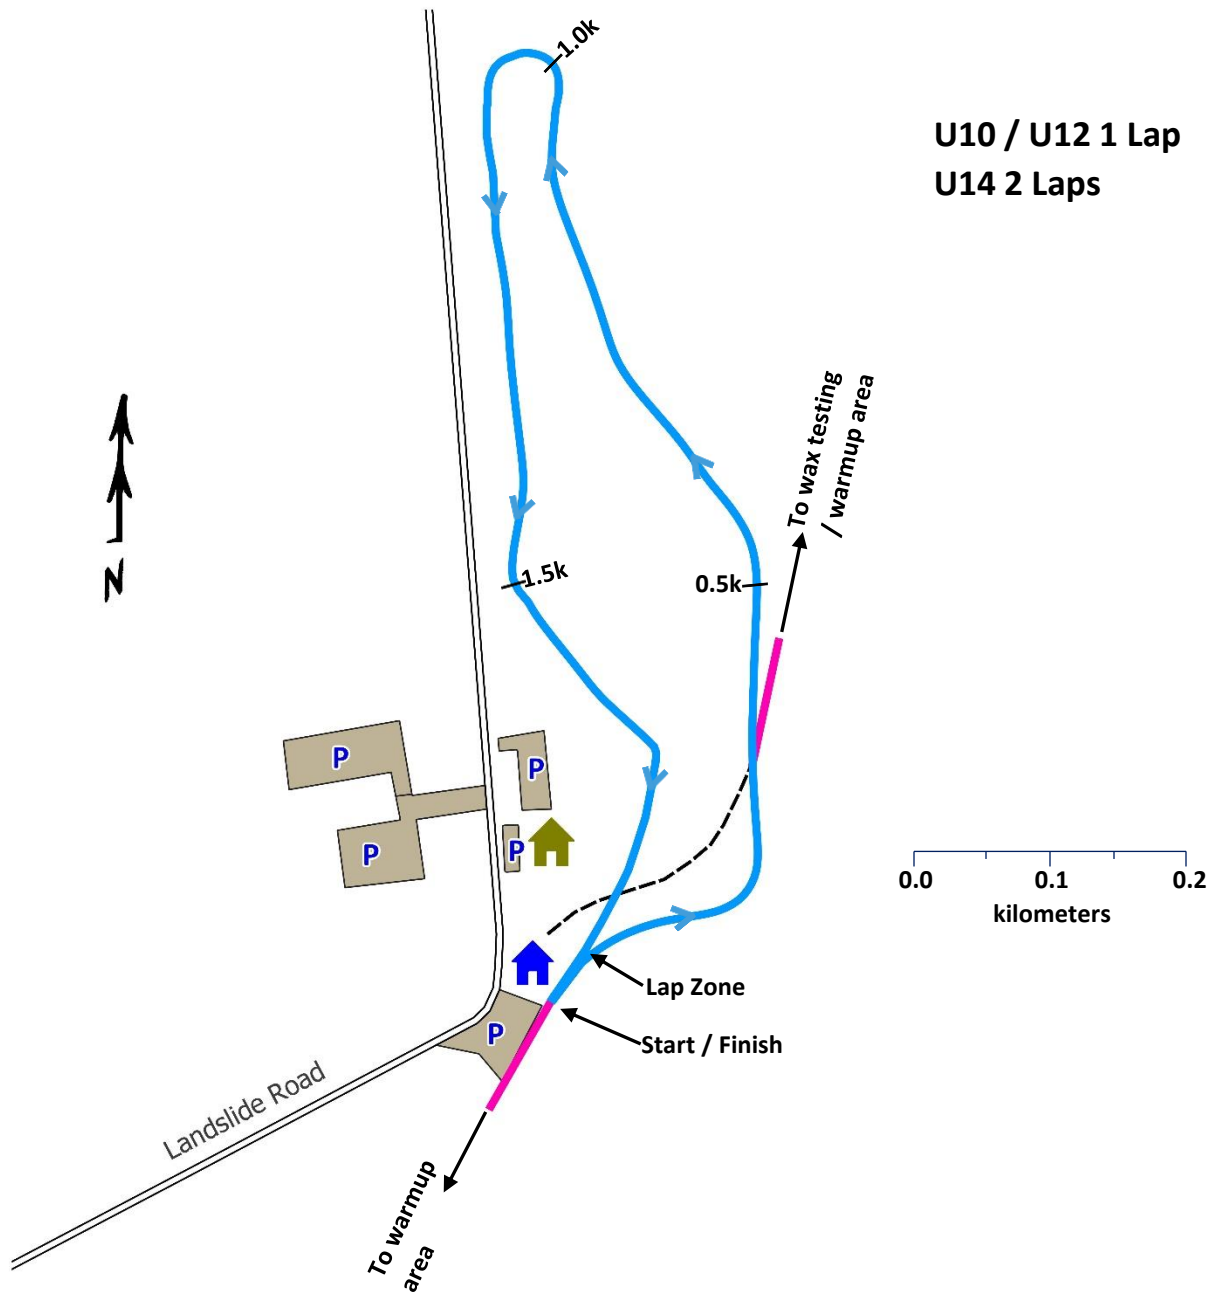 1.0k
U10 / U12 1 Lap
U14 2 Laps
To wax testing
/ warmup area
N
1.5k
0.5k
P
P
P
P
0.0 0.1 0.2
kilometers
Lap Zone
P
Start / Finish
Landslide Road
To warmup
area